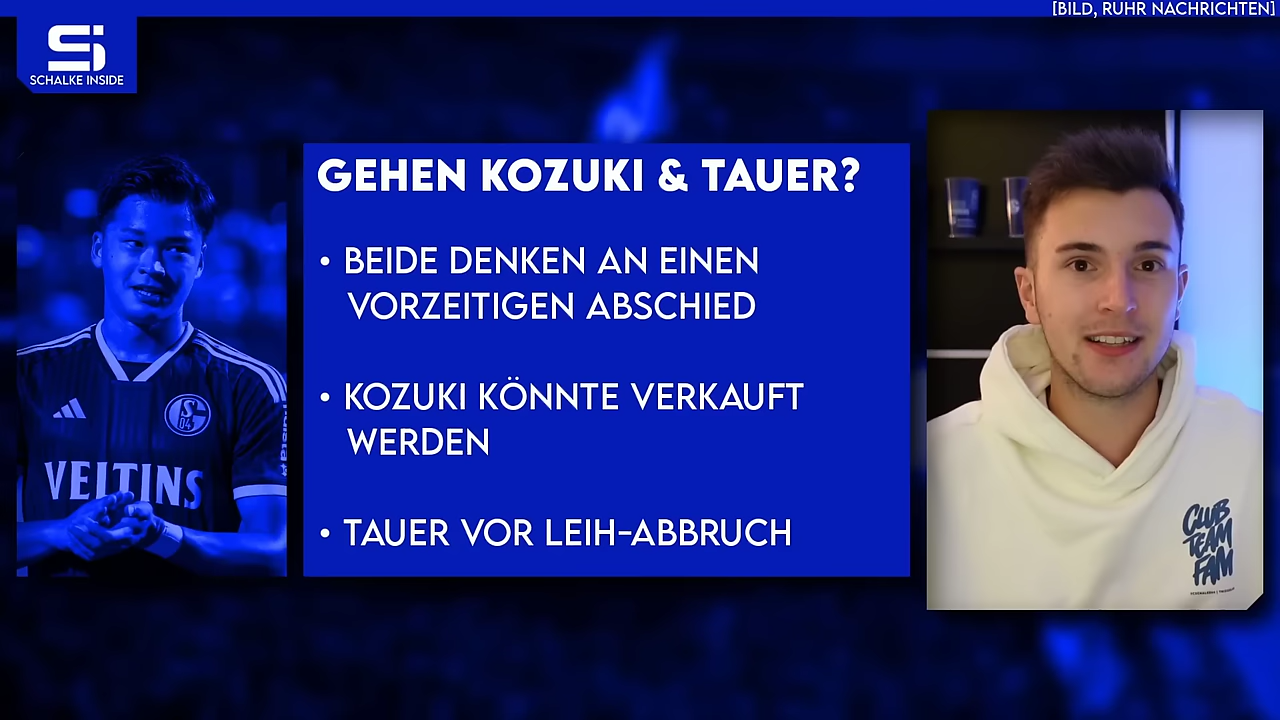 [BILD, RUHR NACHRICHTEN]
SCHALKE INSIDE
GEHEN KOZUKI & TAUER?
• BEIDE DENKEN AN EINEN
VORZEITIGEN ABSCHIED
• KOZUKI KÖNNTE VERKAUFT
WERDEN
• TAUER VOR LEIH-ABBRUCH
S
04
VELTINS
CLUB
TEAM
FAM